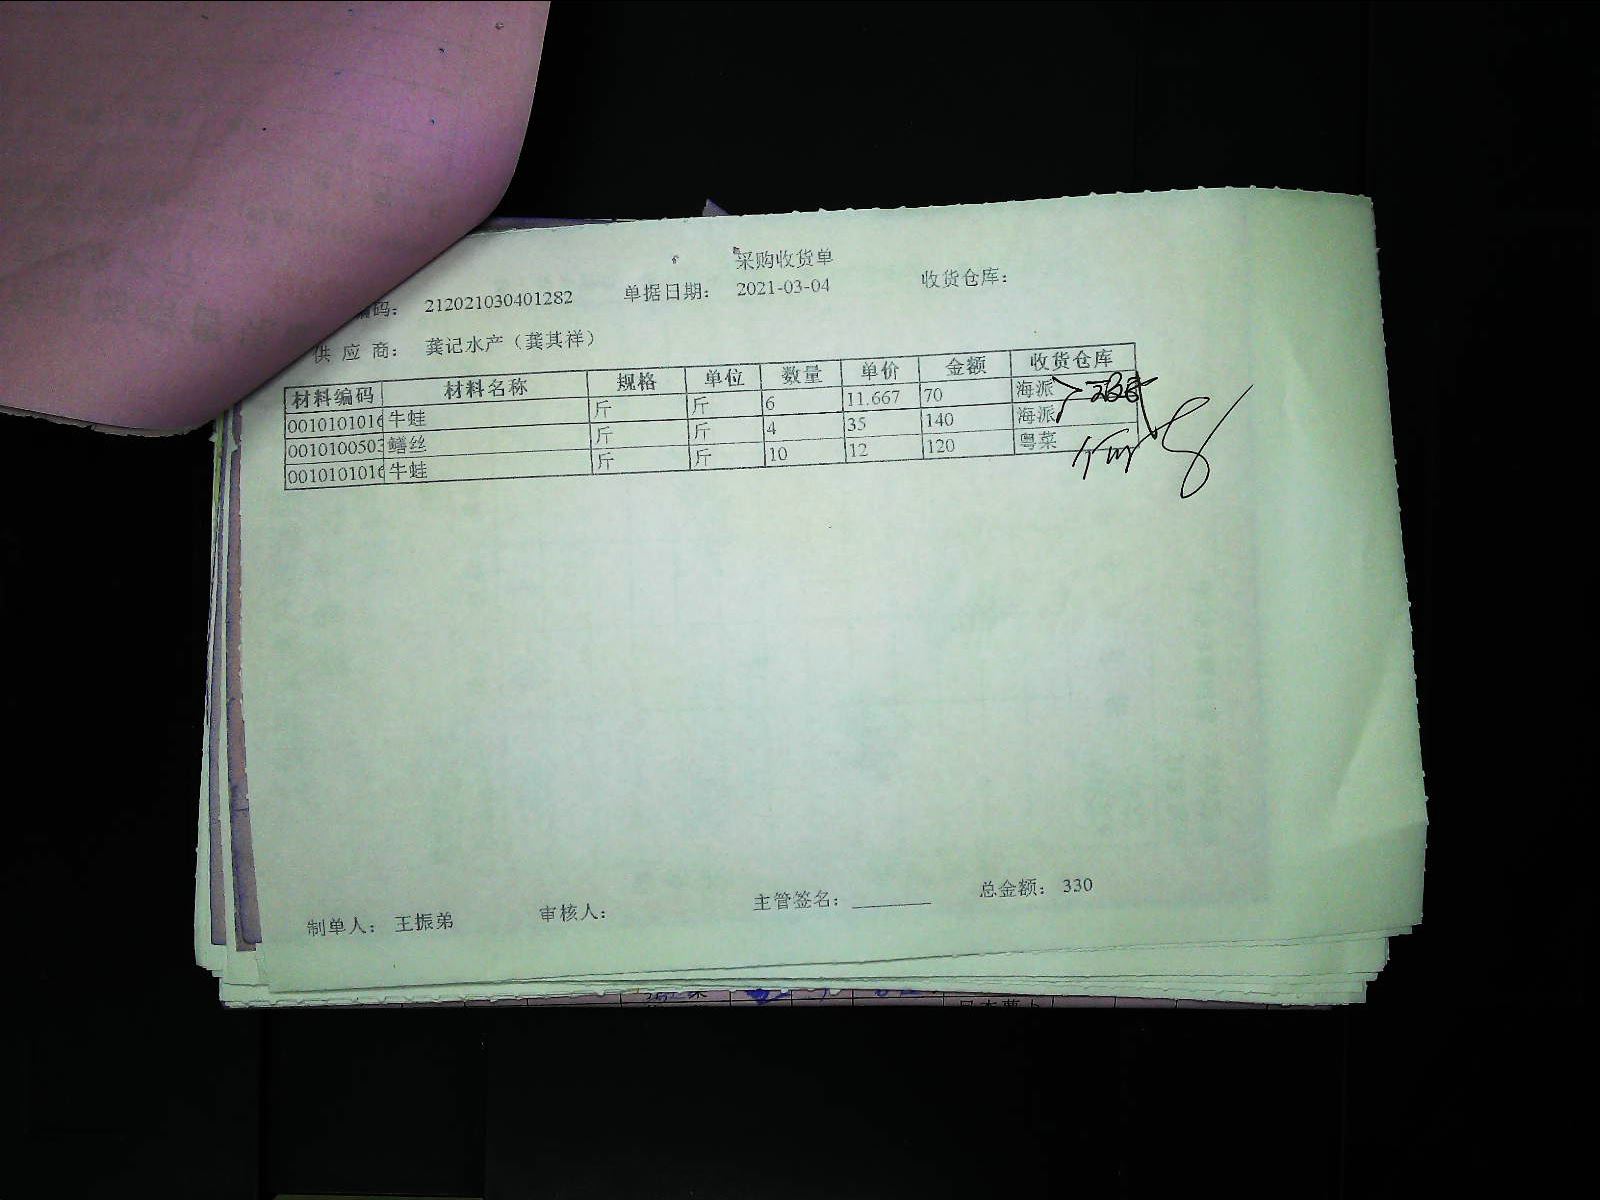 采购收货单
编码： 212021030401282 单据日期： 2021-03-04 收货仓库：
供 应 商： 龚记水产（龚其祥）
材料编码 材料名称 规格 单位 数量 单价 金额 收货仓库
001010101 牛蛙 斤 斤 6 11.667 70 海派
0010100503 鳝丝 斤 斤 4 35 140 海派
001010101 牛蛙 斤 斤 10 12 120 粤菜
制单人： 王振弟 审核人： 主管签名： 总金额： 330